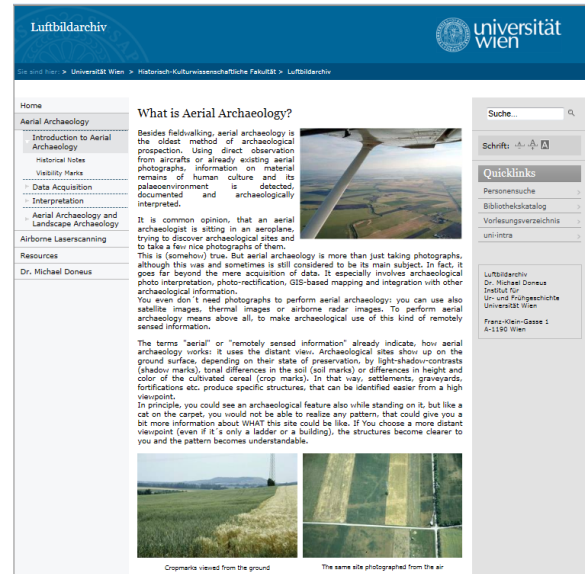 Luftbildarchiv
universität
wien
Sie sind hier: > Universität Wien > Historisch-Kulturwissenschaftliche Fakultät > Luftbildarchiv
Home
Aerial Archaeology
Introduction to Aerial
Archaeology
Historical Notes
Visibility Marks
Data Acquisition
Interpretation
Aerial Archaeology and
Landscape Archaeology
Airborne Laserscanning
Resources
Dr. Michael Doneus
What is Aerial Archaeology?
Besides fieldwalking, aerial archaeology is
the oldest method of archaeological
prospection. Using direct observation
from aircrafts or already existing aerial
photographs, information on material
remains of human culture and its
palaeoenvironment is detected,
documented and archaeologically
interpreted.
It is common opinion, that an aerial
archaeologist is sitting in an aeroplane,
trying to discover archaeological sites and
to take a few nice photographs of them.
This is (somehow) true. But aerial archaeology is more than just taking photographs,
although this was and sometimes is still considered to be its main subject. In fact, it
goes far beyond the mere acquisition of data. It especially involves archaeological
photo interpretation, photo-rectification, GIS-based mapping and integration with other
archaeological information.
You even don´t need photographs to perform aerial archaeology: you can use also
satellite images, thermal images or airborne radar images. To perform aerial
archaeology means above all, to make archaeological use of this kind of remotely
sensed information.
The terms "aerial" or "remotely sensed information" already indicate, how aerial
archaeology works: it uses the distant view. Archaeological sites show up on the
ground surface, depending on their state of preservation, by light-shadow-contrasts
(shadow marks), tonal differences in the soil (soil marks) or differences in height and
color of the cultivated cereal (crop marks). In that way, settlements, graveyards,
fortifications etc. produce specific structures, that can be identified easier from a high
viewpoint.
In principle, you could see an archaeological feature also while standing on it, but like a
cat on the carpet, you would not be able to realize any pattern, that could give you a
bit more information about WHAT this site could be like. If You choose a more distant
viewpoint (even if it´s only a ladder or a building), the structures become clearer to
you and the pattern becomes understandable.
Cropmarks viewed from the ground
The same site photographed from the air
Suche...
Schrift: -A- A A
Quicklinks
Personensuche
Bibliothekskatalog
Vorlesungsverzeichnis
uni-intra
Luftbildarchiv
Dr. Michael Doneus
Institut für
Ur- und Frühgeschichte
Universität Wien
Franz-Klein-Gasse 1
A-1190 Wien